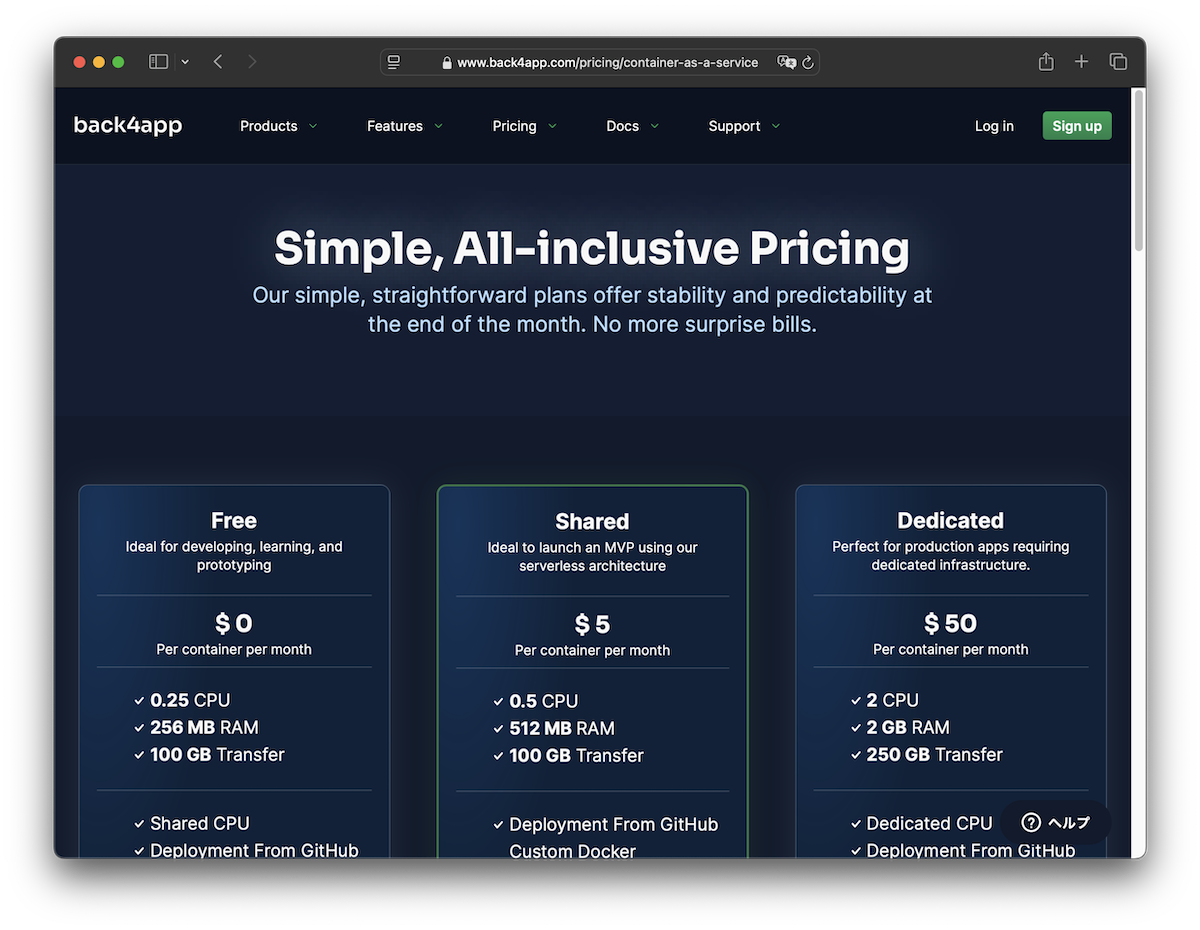 www.back4app.com/pricing/container-as-a-service
back4app
Products
Features
Pricing
Docs
Support
Log in
Sign up
Simple, All-inclusive Pricing
Our simple, straightforward plans offer stability and predictability at
the end of the month. No more surprise bills.
Free
Ideal for developing, learning, and
prototyping
$ 0
Per container per month
0.25 CPU
256 MB RAM
100 GB Transfer
Shared CPU
Deployment From GitHub
Shared
Ideal to launch an MVP using our
serverless architecture
$ 5
Per container per month
0.5 CPU
512 MB RAM
100 GB Transfer
Deployment From GitHub
Custom Docker
Dedicated
Perfect for production apps requiring
dedicated infrastructure.
$ 50
Per container per month
2 CPU
2 GB RAM
250 GB Transfer
Dedicated CPU
Deployment From GitHub
ヘルプ